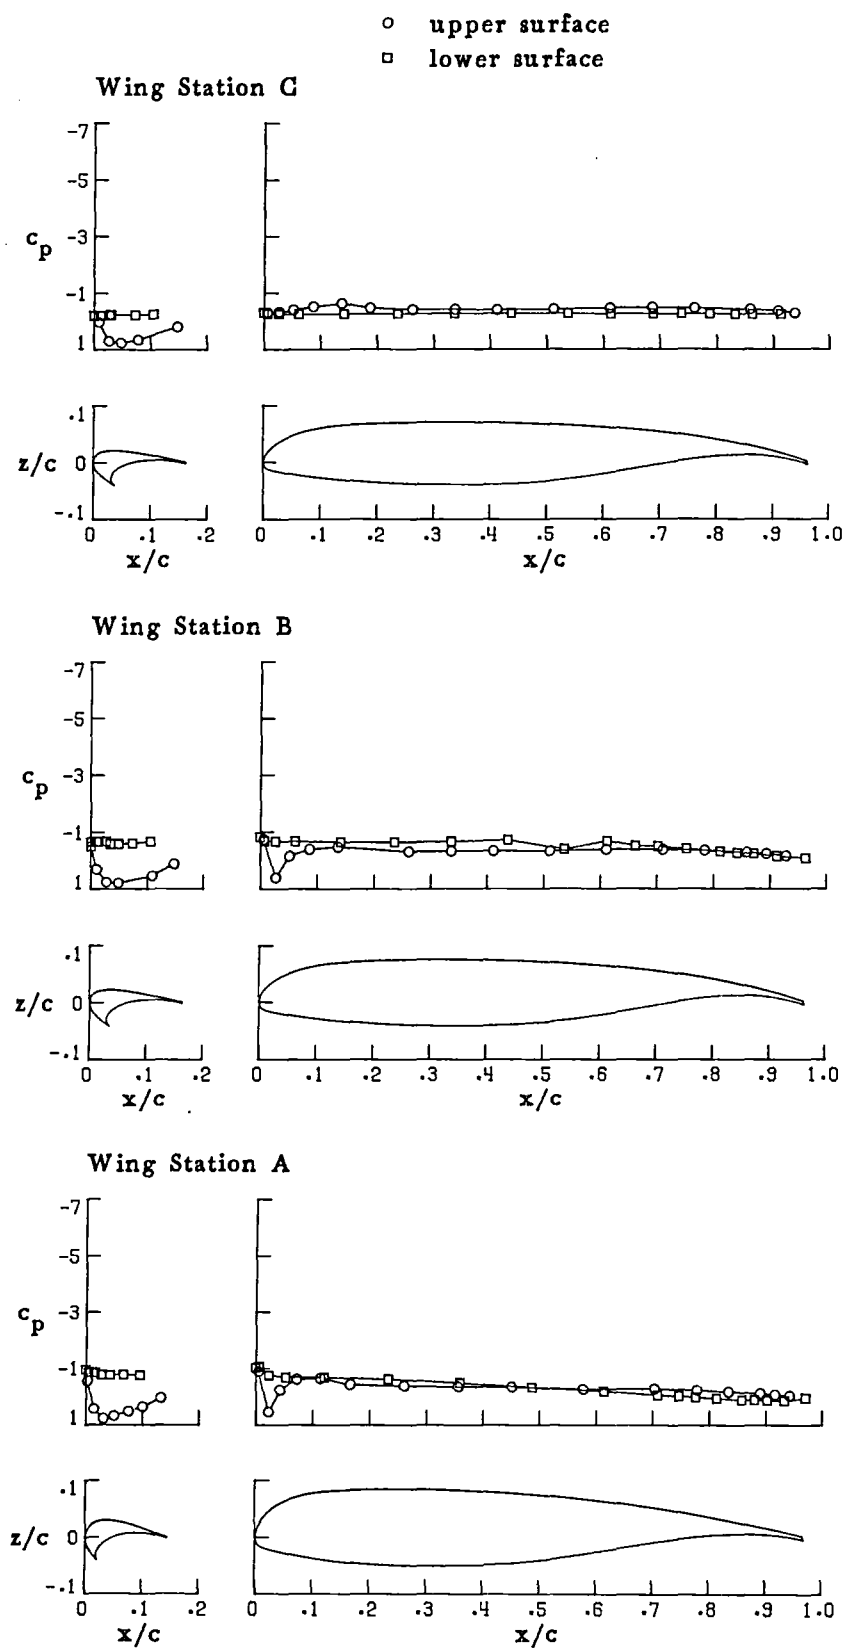 upper surface
lower surface
Wing Station C
-7
-5
-3
-1
1
c_p
.1
0
-.1
z/c
0 .1 .2
x/c
0 .1 .2 .3 .4 .5 .6 .7 .8 .9 1.0
x/c
Wing Station B
-7
-5
-3
-1
1
c_p
.1
0
-.1
z/c
0 .1 .2
x/c
0 .1 .2 .3 .4 .5 .6 .7 .8 .9 1.0
x/c
Wing Station A
-7
-5
-3
-1
1
c_p
.1
0
-.1
z/c
0 .1 .2
x/c
0 .1 .2 .3 .4 .5 .6 .7 .8 .9 1.0
x/c